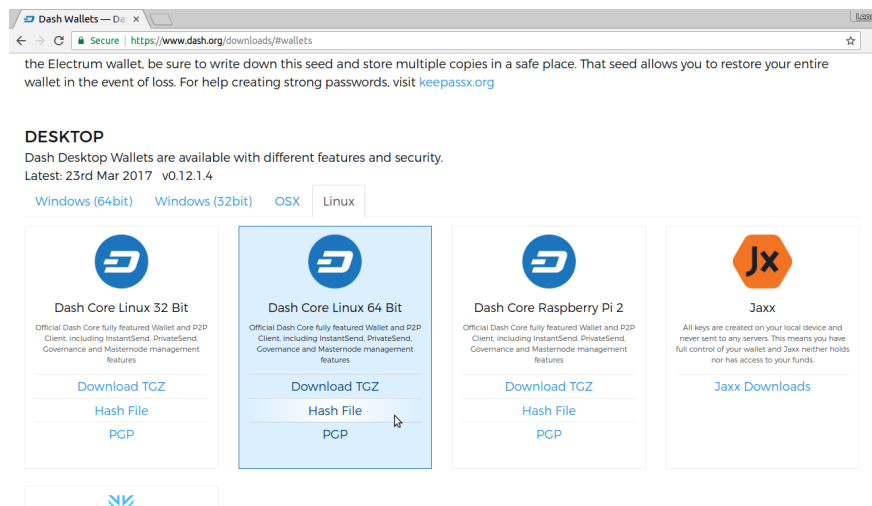 Dash Wallets — Da
Secure
https://www.dash.org/downloads/#wallets
the Electrum wallet, be sure to write down this seed and store multiple copies in a safe place. That seed allows you to restore your entire
wallet in the event of loss. For help creating strong passwords, visit keepassx.org
DESKTOP
Dash Desktop Wallets are available with different features and security.
Latest: 23rd Mar 2017 v0.12.1.4
Windows (64bit) Windows (32bit) OSX Linux
Dash Core Linux 32 Bit
Official Dash Core fully featured Wallet and P2P
Client, including InstantSend, PrivateSend,
Governance and Masternode management
features
Download TGZ
Hash File
PGP
Dash Core Linux 64 Bit
Official Dash Core fully featured Wallet and P2P
Client, including InstantSend, PrivateSend,
Governance and Masternode management
features
Download TGZ
Hash File
PGP
Dash Core Raspberry Pi 2
Official Dash Core fully featured Wallet and P2P
Client, including InstantSend, PrivateSend,
Governance and Masternode management
features
Download TGZ
Hash File
PGP
Jx
Jaxx
All keys are created on your local device and
never sent to any servers. This means you have
full control of your wallet and Jaxx neither holds
nor has access to your funds.
Jaxx Downloads